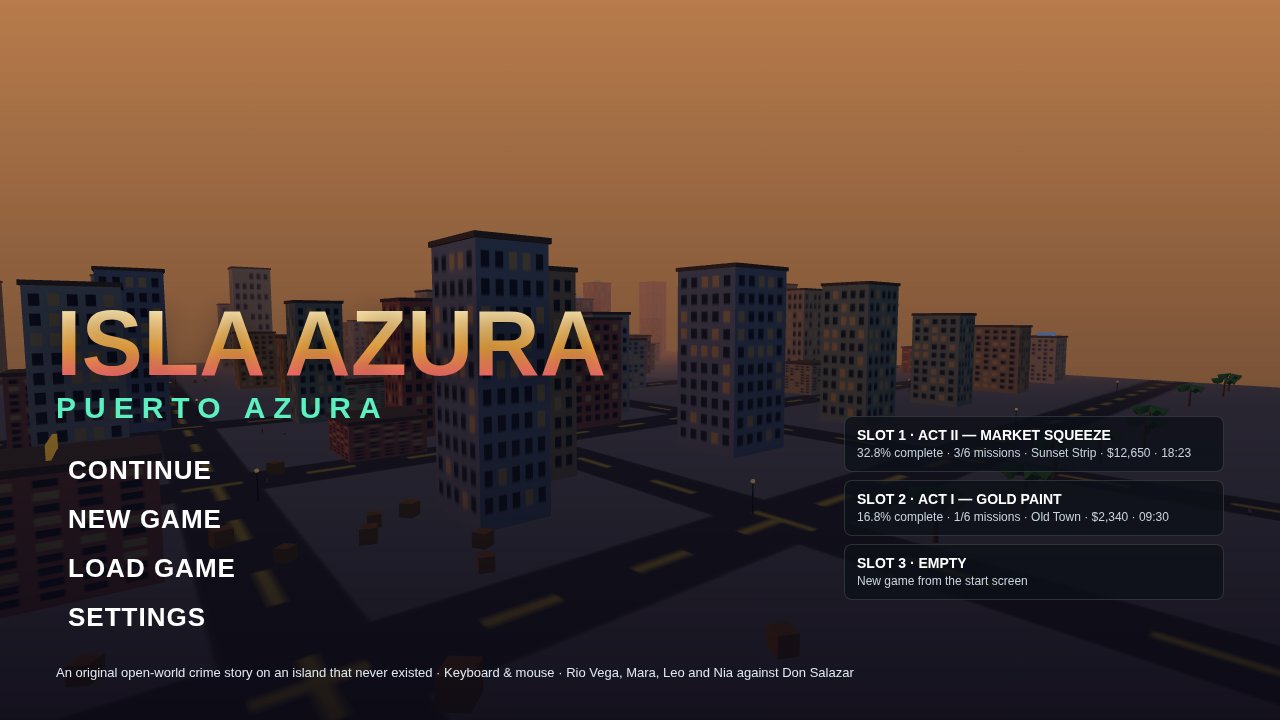 ISLA AZURA
PUERTO AZURA
CONTINUE
NEW GAME
LOAD GAME
SETTINGS
SLOT 1 · ACT II — MARKET SQUEEZE
32.8% complete · 3/6 missions · Sunset Strip · $12,650 · 18:23
SLOT 2 · ACT I — GOLD PAINT
16.8% complete · 1/6 missions · Old Town · $2,340 · 09:30
SLOT 3 · EMPTY
New game from the start screen
An original open-world crime story on an island that never existed · Keyboard & mouse · Rio Vega, Mara, Leo and Nia against Don Salazar